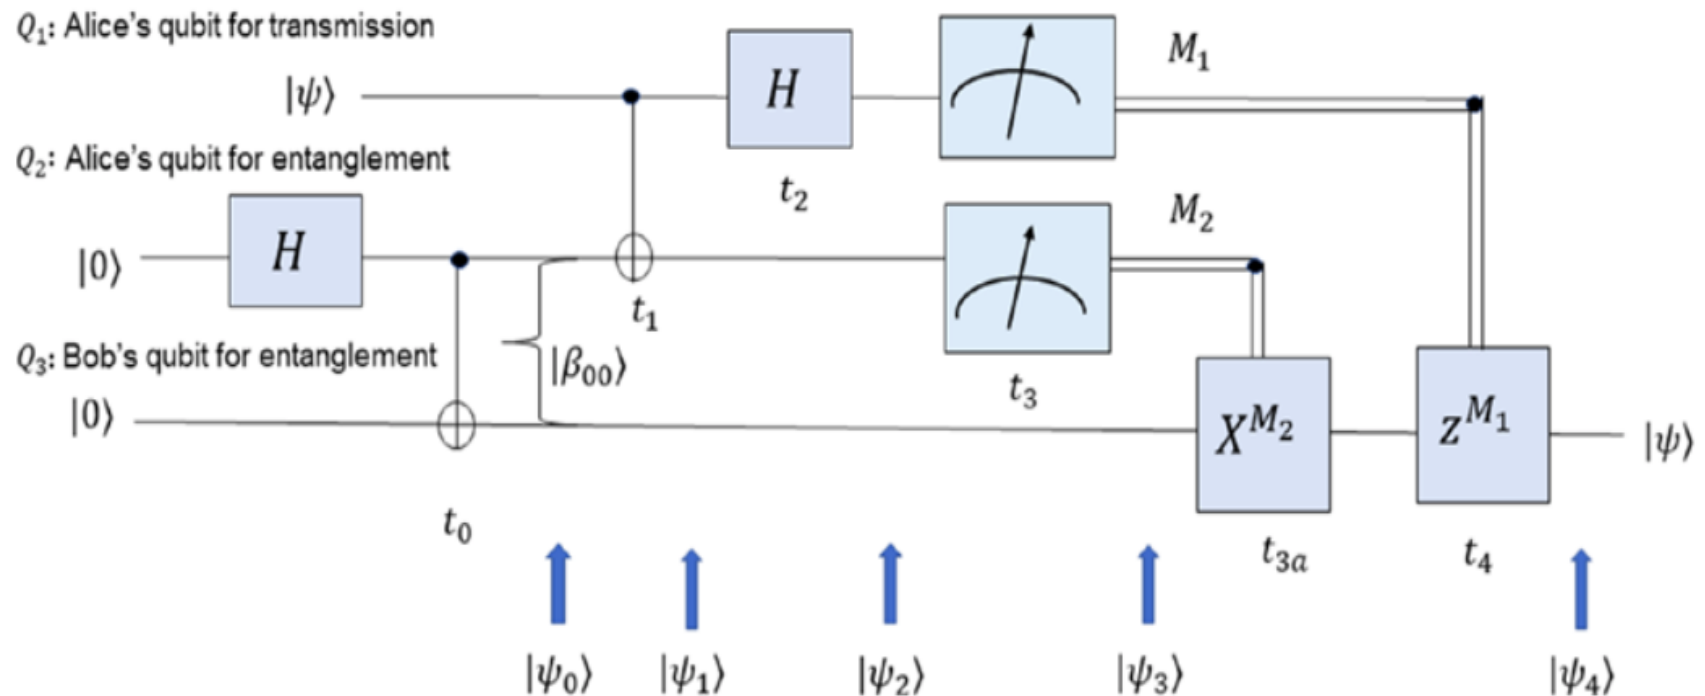 Q₁: Alice's qubit for transmission
|ψ⟩
H
M₁
t₂
Q₂: Alice's qubit for entanglement
|0⟩
H
t₁
M₂
|β₀₀⟩
t₃
Q₃: Bob's qubit for entanglement
|0⟩
X^M₂
z^M₁
|ψ⟩
t₀
t₃ₐ
t₄
|ψ₀⟩ |ψ₁⟩ |ψ₂⟩ |ψ₃⟩ |ψ₄⟩